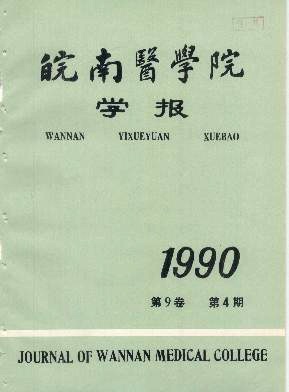 皖南醫學院
学报
WANNAN YIXUEYUAN XUEBAO
1990
第9卷 第4期
JOURNAL OF WANNAN MEDICAL COLLEGE